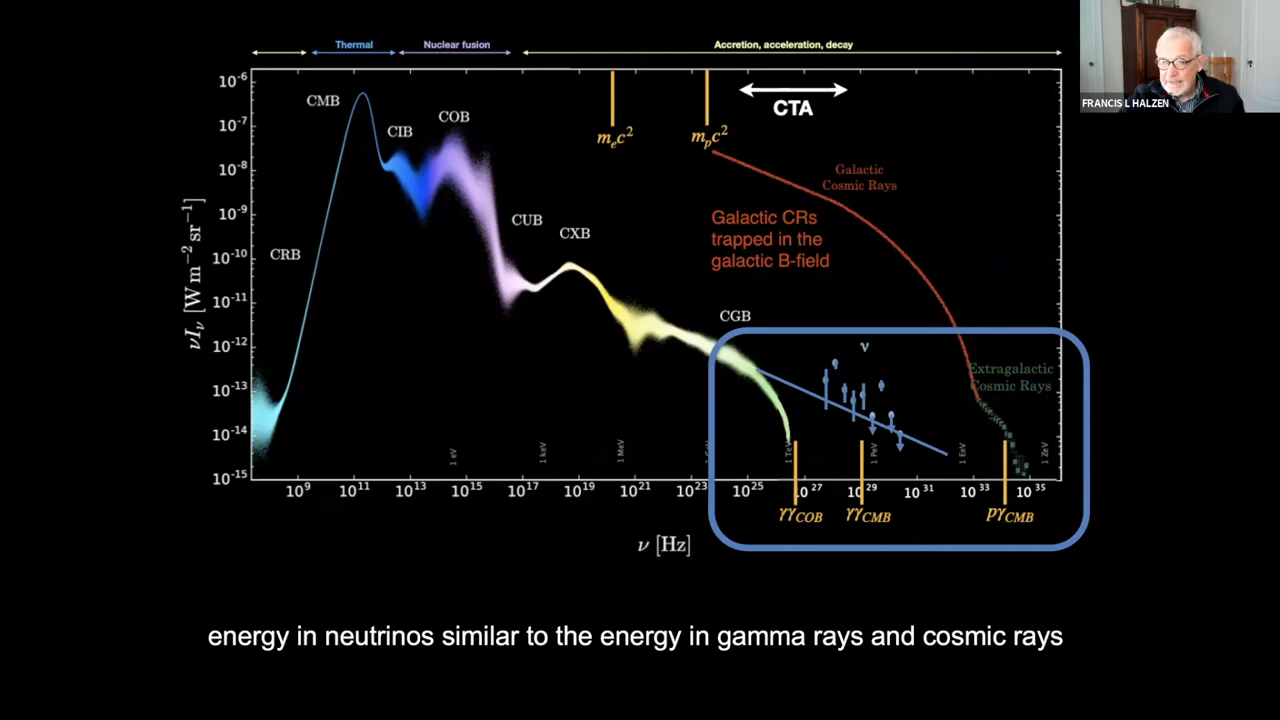 Thermal
Nuclear fusion
Accretion, acceleration, decay
FRANCIS L HALZEN
10^-6
10^-7
10^-8
10^-9
10^-10
10^-11
10^-12
10^-13
10^-14
10^-15
νI_ν [W m^-2 sr^-1]
CMB
CIB
COB
CRB
CUB
CXB
m_e c^2
m_p c^2
CTA
Galactic
Cosmic Rays
Galactic CRs
trapped in the
galactic B-field
CGB
ν
Extragalactic
Cosmic Rays
1 eV
1 keV
1 MeV
1 GeV
1 TeV
1 PeV
1 EeV
1 ZeV
10^9
10^11
10^13
10^15
10^17
10^19
10^21
10^23
10^25
10^27
10^29
10^31
10^33
10^35
γγ_COB
γγ_CMB
pγ_CMB
ν [Hz]
energy in neutrinos similar to the energy in gamma rays and cosmic rays